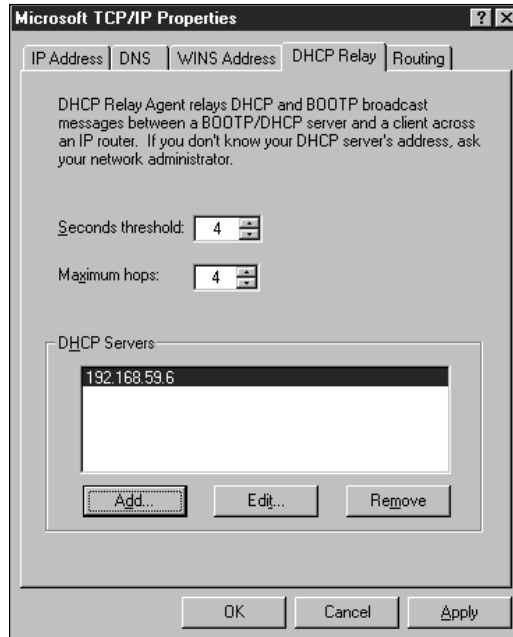 Microsoft TCP/IP Properties
IP Address DNS WINS Address DHCP Relay Routing
DHCP Relay Agent relays DHCP and BOOTP broadcast
messages between a BOOTP/DHCP server and a client across
an IP router. If you don't know your DHCP server's address, ask
your network administrator.
Seconds threshold: 4
Maximum hops: 4
DHCP Servers
192.168.59.6
Add... Edit... Remove
OK Cancel Apply